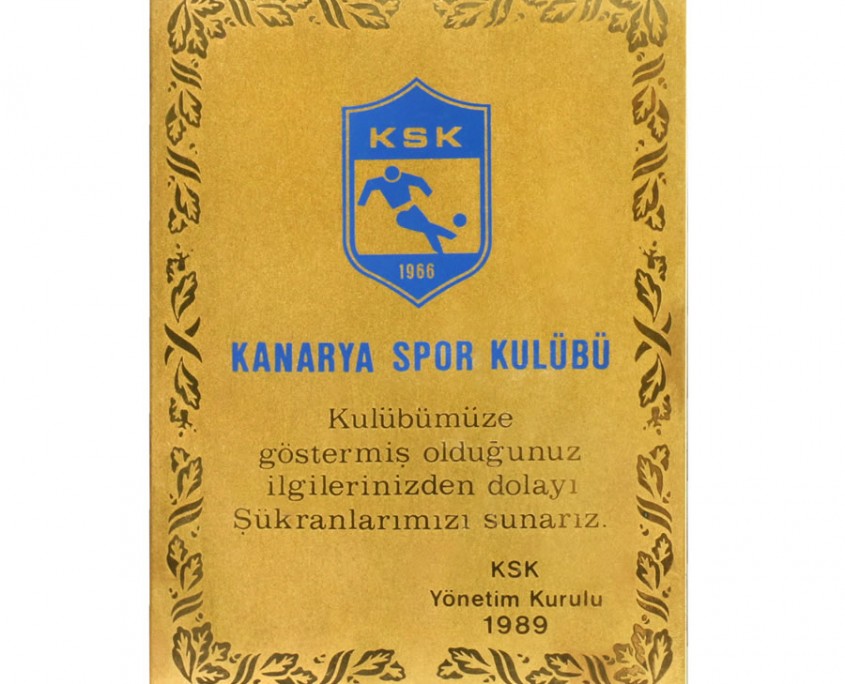 KSK
1966
KANARYA SPOR KULÜBÜ
Kulübümüze
göstermiş olduğunuz
ilgilerinizden dolayı
Şükranlarımızı sunarız.
KSK
Yönetim Kurulu
1989